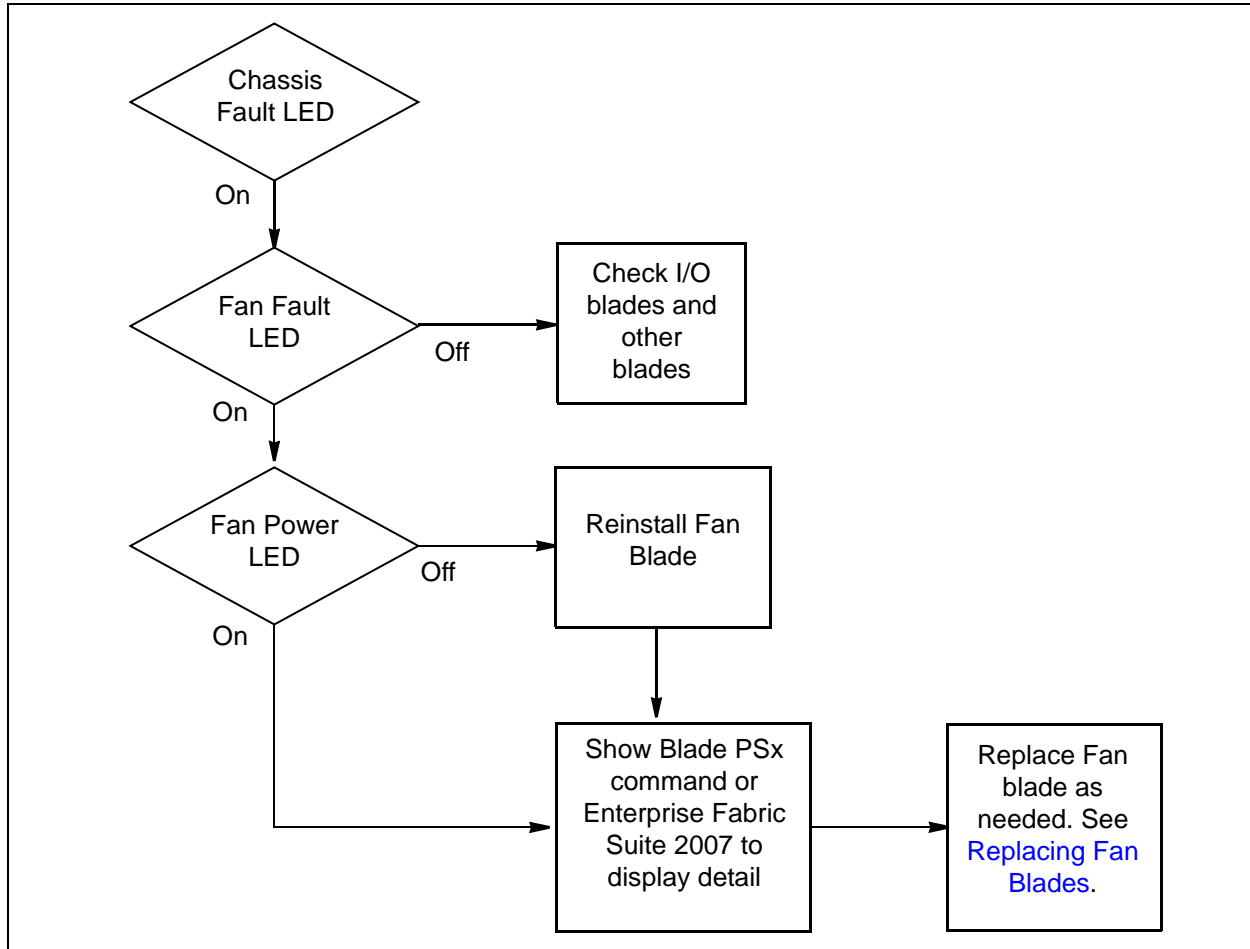 Chassis
Fault LED
On
Fan Fault
LED
Off
Check I/O
blades and
other
blades
On
Fan Power
LED
Off
Reinstall Fan
Blade
On
Show Blade PSx
command or
Enterprise Fabric
Suite 2007 to
display detail
Replace Fan
blade as
needed. See
Replacing Fan
Blades.